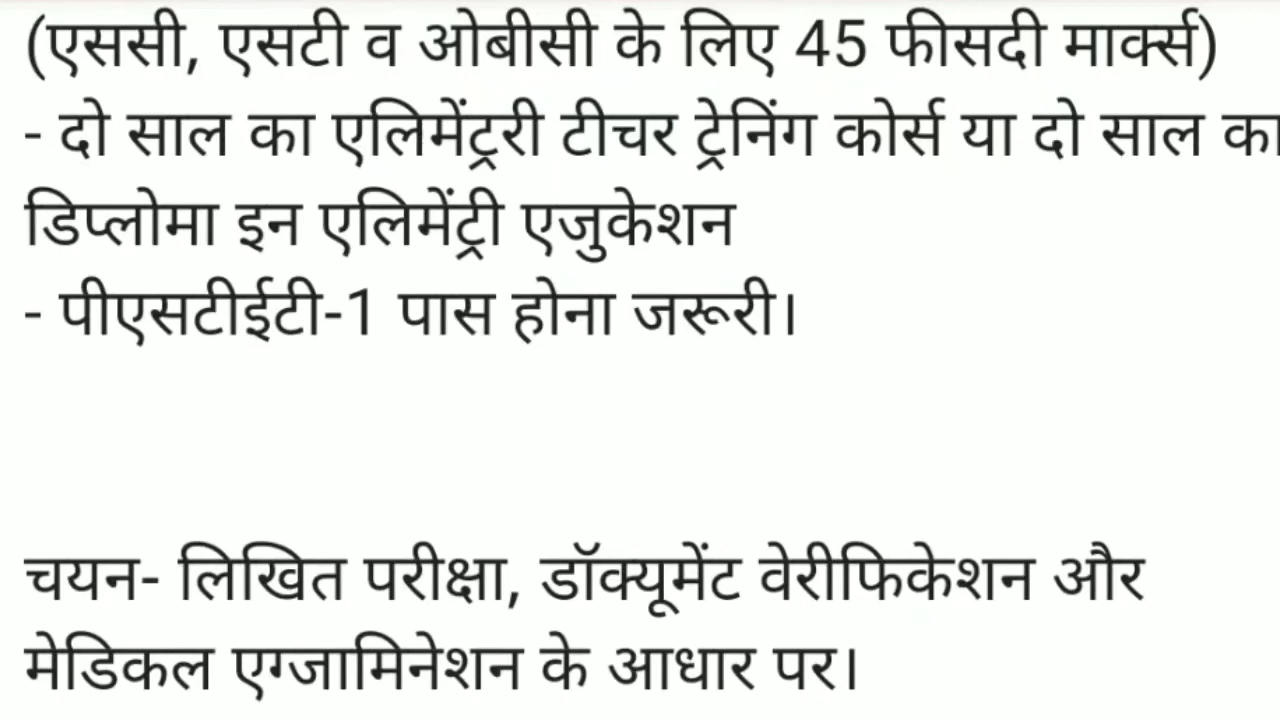 (एससी, एसटी व ओबीसी के लिए 45 फीसदी मार्क्स)
- दो साल का एलिमेंट्ररी टीचर ट्रेनिंग कोर्स या दो साल का
डिप्लोमा इन एलिमेंट्री एजुकेशन
- पीएसटीईटी-1 पास होना जरूरी।
चयन- लिखित परीक्षा, डॉक्यूमेंट वेरीफिकेशन और
मेडिकल एग्जामिनेशन के आधार पर।